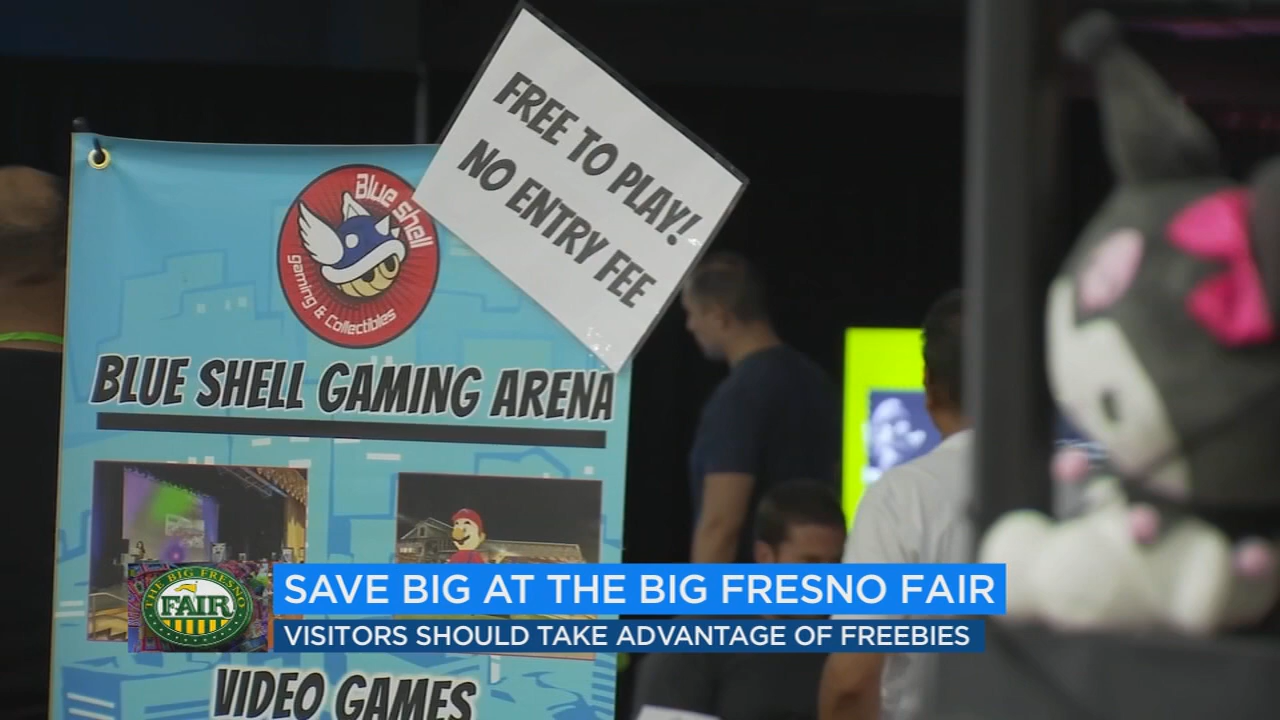 FREE TO PLAY!
NO ENTRY FEE
Blue shell
gaming & Collectibles
BLUE SHELL GAMING ARENA
VIDEO GAMES
THE BIG FRESNO
FAIR
SAVE BIG AT THE BIG FRESNO FAIR
VISITORS SHOULD TAKE ADVANTAGE OF FREEBIES